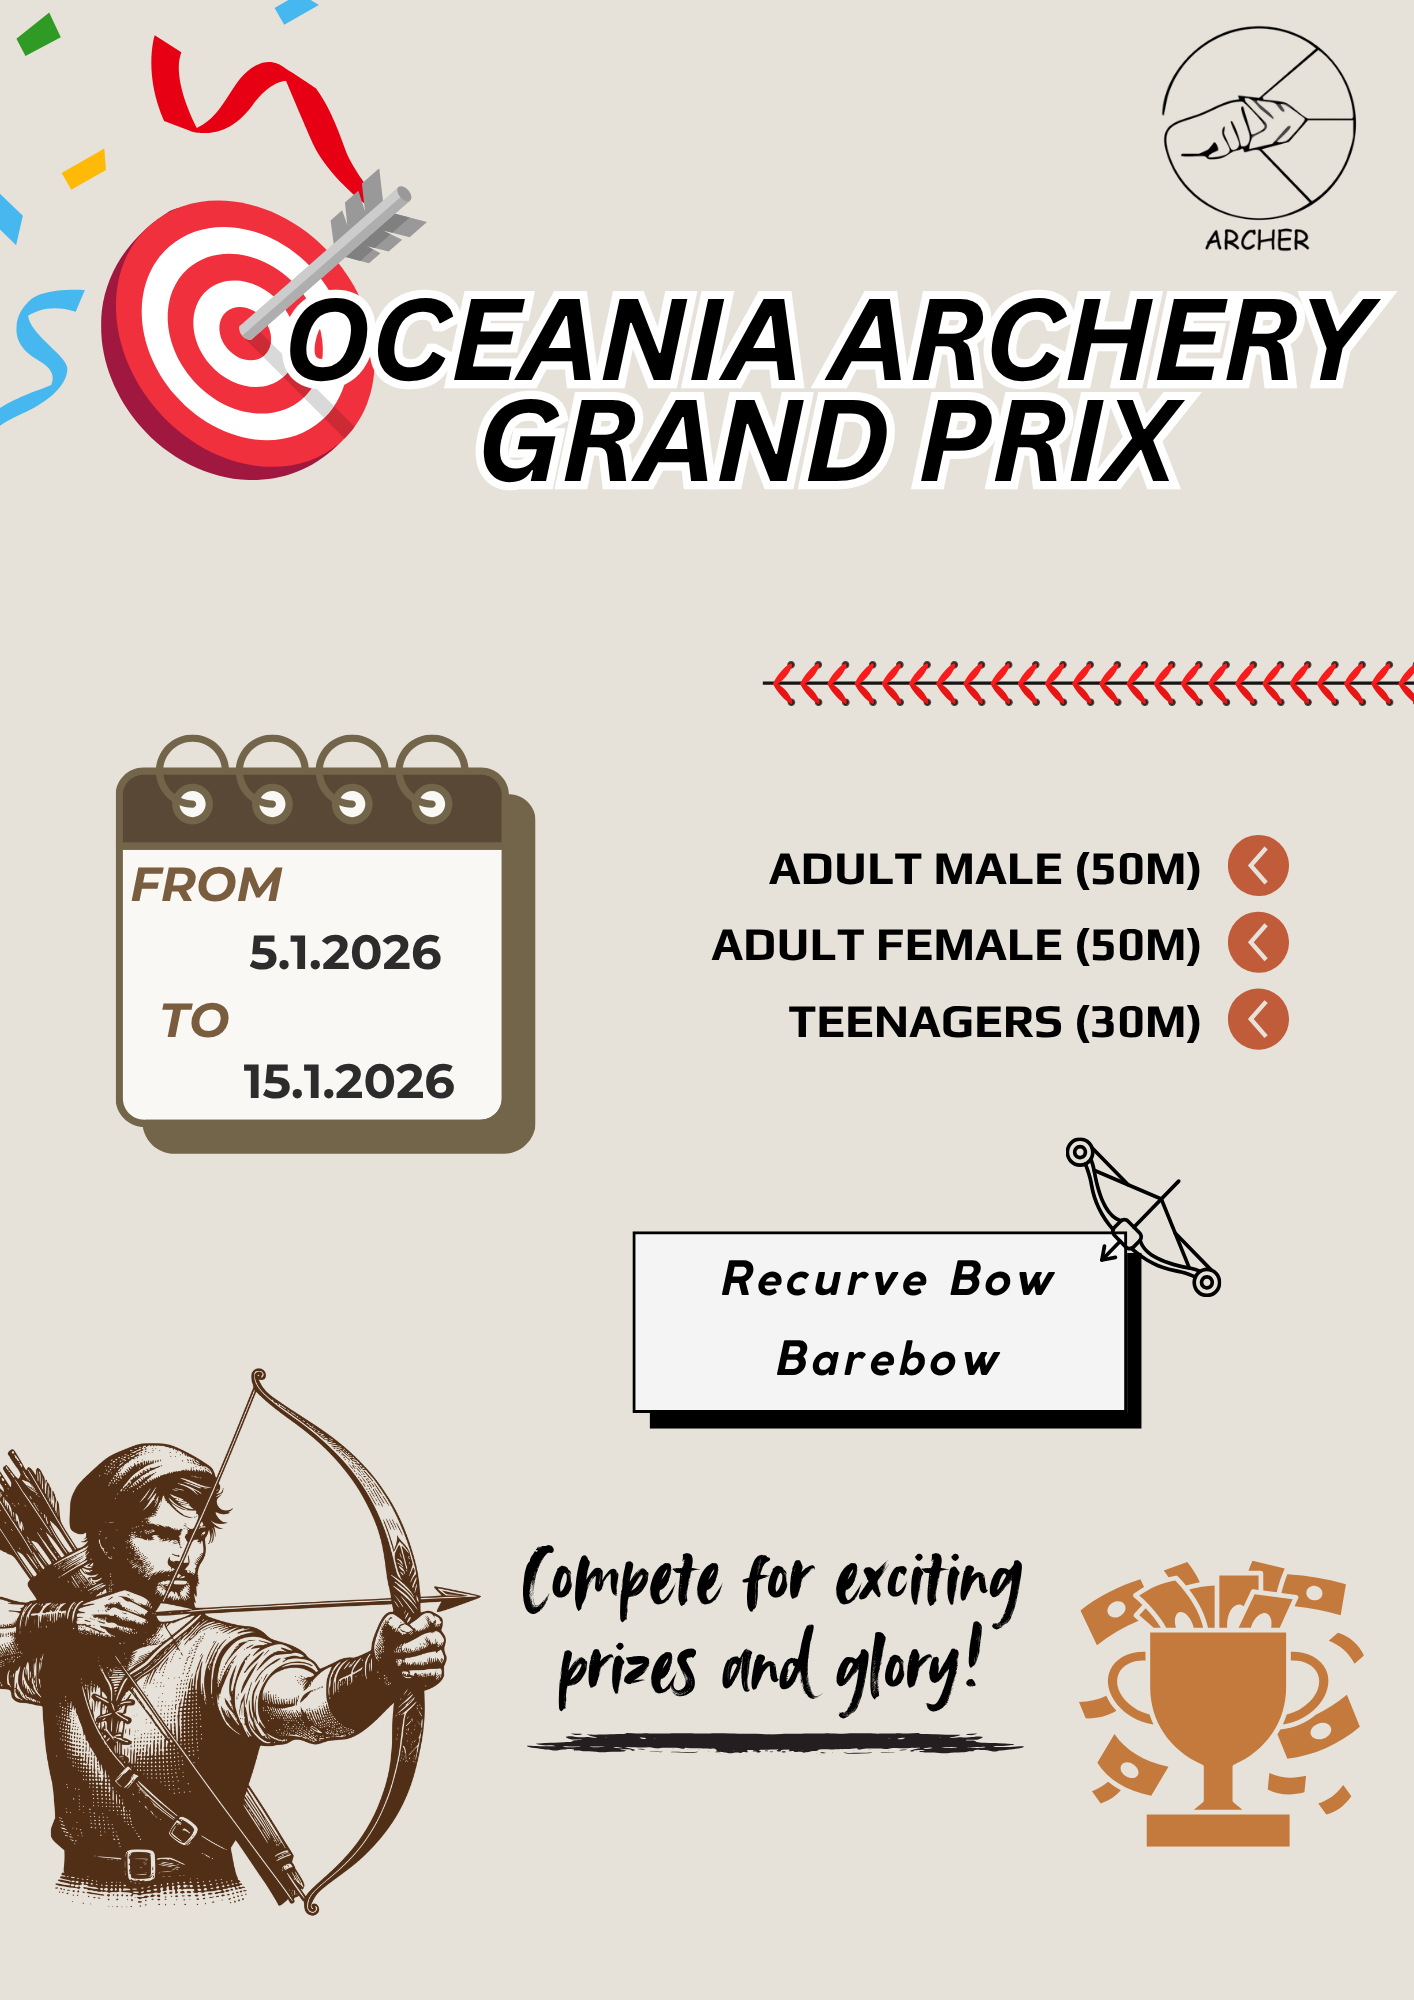 ARCHER
OCEANIA ARCHERY
GRAND PRIX
FROM
5.1.2026
TO
15.1.2026
ADULT MALE (50M)
ADULT FEMALE (50M)
TEENAGERS (30M)
Recurve Bow
Barebow
Compete for exciting
prizes and glory!